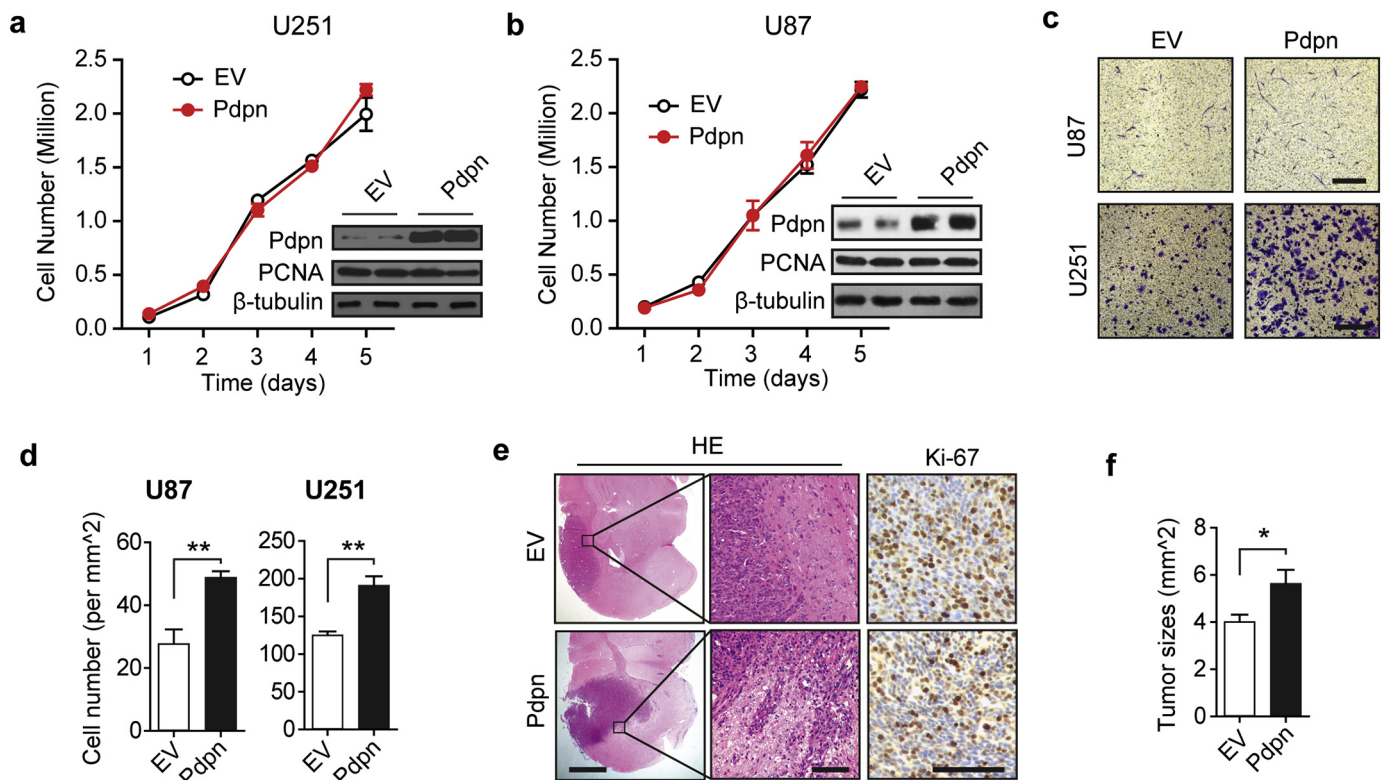 a
U251
Cell Number (Million)
2.5
2.0
1.5
1.0
0.5
0.0
EV
Pdpn
EV
Pdpn
Pdpn
PCNA
β-tubulin
1 2 3 4 5
Time (days)
b
U87
Cell Number (Million)
2.5
2.0
1.5
1.0
0.5
0.0
EV
Pdpn
EV
Pdpn
Pdpn
PCNA
β-tubulin
1 2 3 4 5
Time (days)
c
EV
Pdpn
U87
U251
d
U87
Cell number (per mm^2)
60
40
20
0
**
EV
Pdpn
U251
250
200
150
100
50
0
**
EV
Pdpn
e
HE
Ki-67
EV
Pdpn
f
Tumor sizes (mm^2)
8
6
4
2
0
*
EV
Pdpn